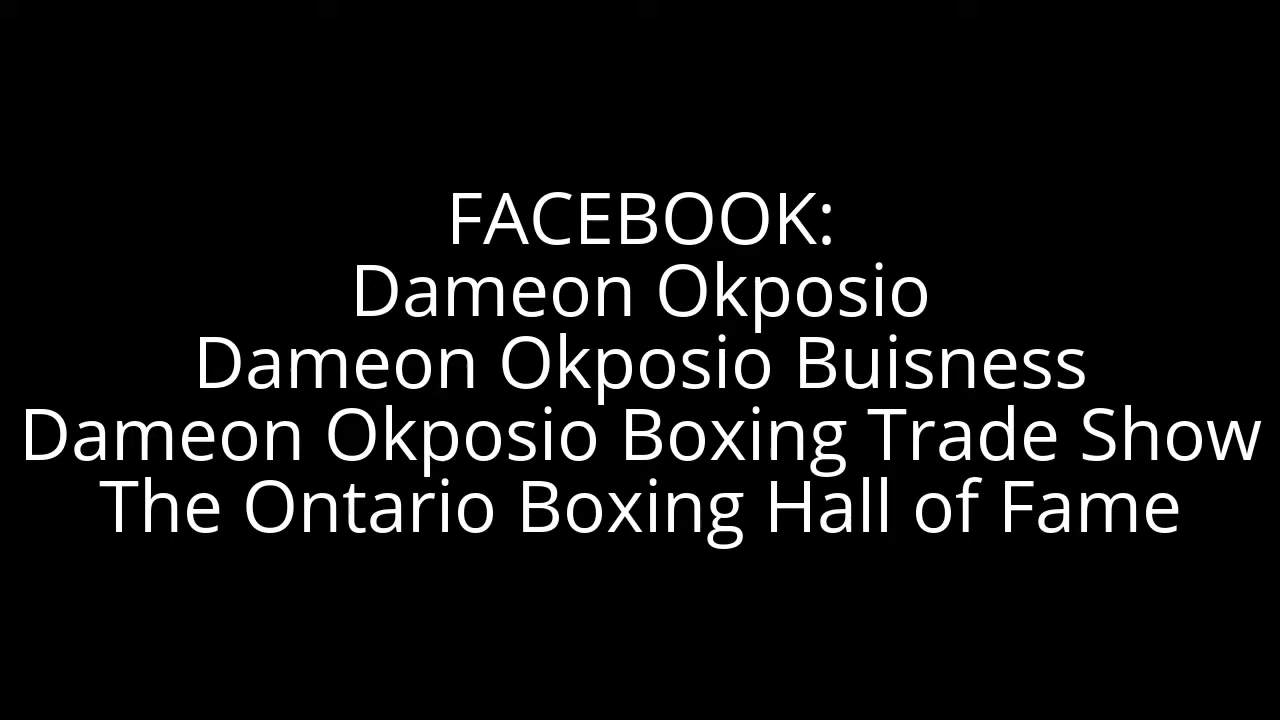 FACEBOOK:
Dameon Okposio
Dameon Okposio Buisness
Dameon Okposio Boxing Trade Show
The Ontario Boxing Hall of Fame